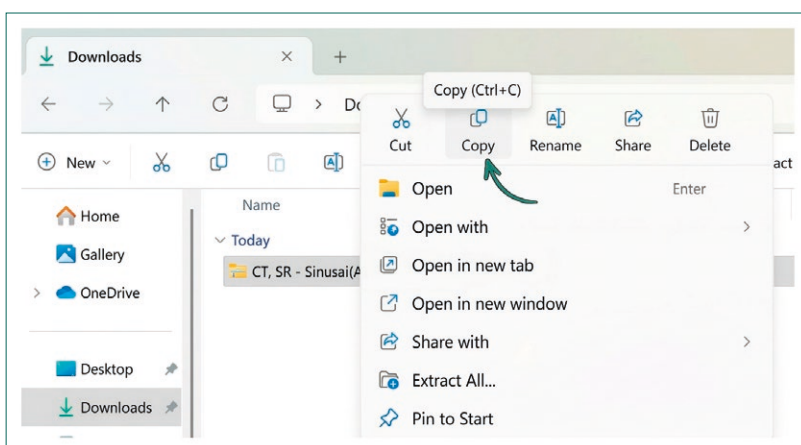 Downloads
Copy (Ctrl+C)
Cut Copy Rename Share Delete
New
Home
Gallery
OneDrive
Desktop
Downloads
Name
Today
CT, SR - Sinusai(A
Open Enter
Open with
Open in new tab
Open in new window
Share with
Extract All...
Pin to Start